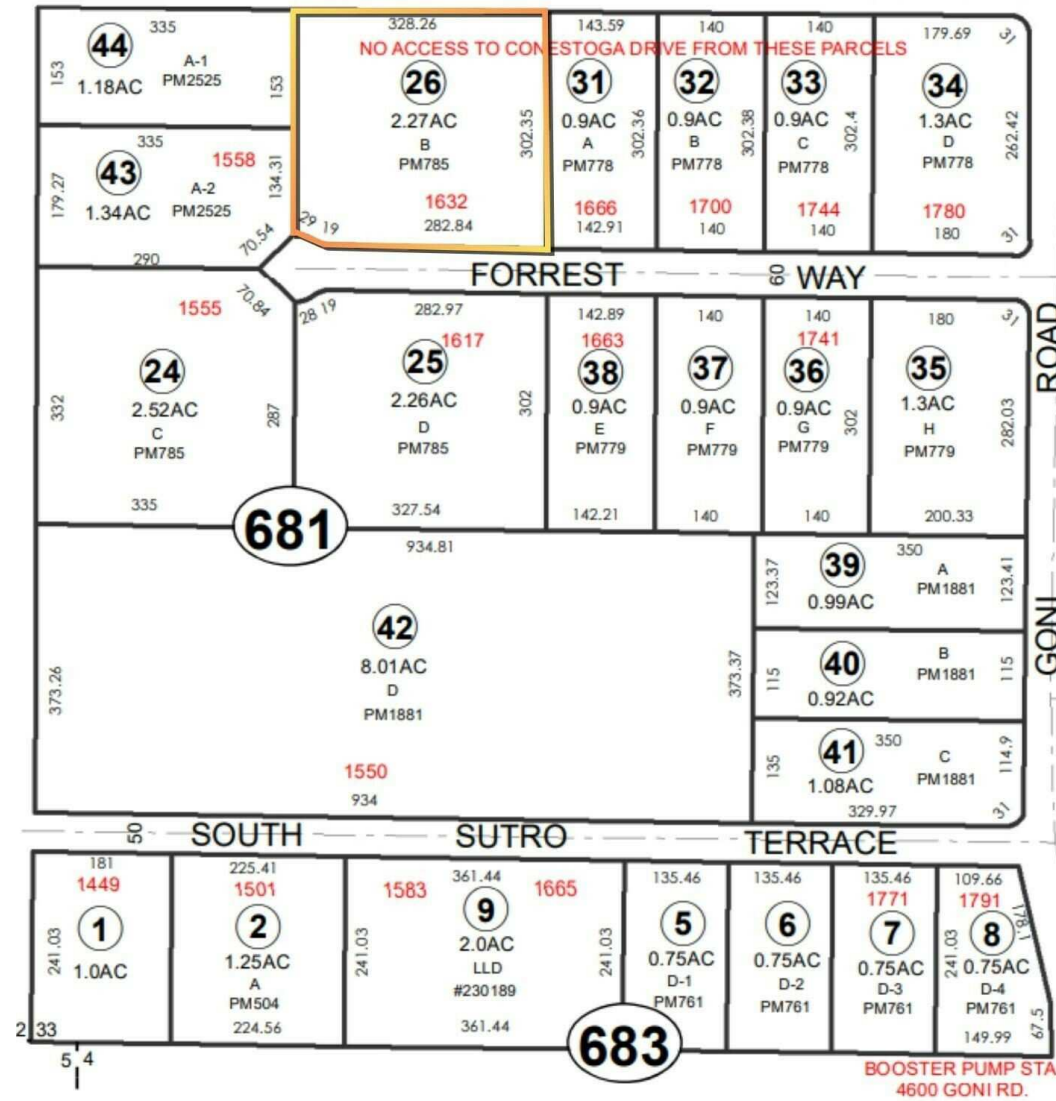 335
44
1.18AC
A-1
PM2525
153
153
328.26
NO ACCESS TO CONESTOGA DRIVE FROM THESE PARCELS
26
2.27AC
B
PM785
302.35
1632
282.84
29 19
143.59
31
0.9AC
A
PM778
302.36
1666
142.91
140
32
0.9AC
B
PM778
302.38
1700
140
140
33
0.9AC
C
PM778
302.4
1744
140
179.69
31
34
1.3AC
D
PM778
262.42
1780
180
31
335
1558
43
1.34AC
A-2
PM2525
179.27
134.31
70.54
290
FORREST 60 WAY
70.84
1555
24
2.52AC
C
PM785
332
287
335
28 19
282.97
1617
25
2.26AC
D
PM785
302
327.54
142.89
1663
38
0.9AC
E
PM779
142.21
140
37
0.9AC
F
PM779
140
140
1741
36
0.9AC
G
PM779
302
140
180
31
35
1.3AC
H
PM779
282.03
200.33
GONI ROAD
681
934.81
42
8.01AC
D
PM1881
373.26
373.37
1550
934
350
39
0.99AC
A
PM1881
123.37
123.41
40
0.92AC
B
PM1881
115
115
350
41
1.08AC
C
PM1881
135
114.9
329.97
31
50
SOUTH SUTRO TERRACE
181
1449
1
1.0AC
241.03
225.41
1501
2
1.25AC
A
PM504
224.56
361.44
1583
1665
9
2.0AC
LLD
#230189
241.03
241.03
361.44
135.46
5
0.75AC
D-1
PM761
135.46
6
0.75AC
D-2
PM761
135.46
1771
7
0.75AC
D-3
PM761
109.66
1791
178.1
8
0.75AC
D-4
PM761
241.03
149.99
67.5
683
2 33
5 4
BOOSTER PUMP STA
4600 GONI RD.